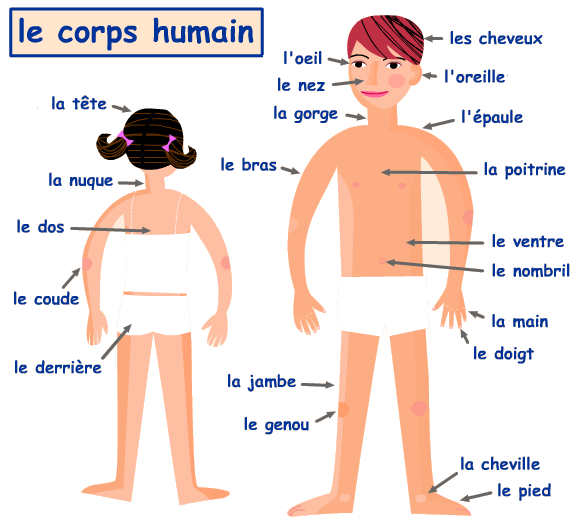 le corps humain
la tête
la nuque
le dos
le coude
le derrière
les cheveux
l'oeil
l'oreille
le nez
la gorge
l'épaule
le bras
la poitrine
le ventre
le nombril
la main
le doigt
la jambe
le genou
la cheville
le pied